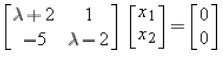 [ λ+2 1 ] [ x₁ ] = [ 0 ]
[ −5 λ−2 ] [ x₂ ] [ 0 ]